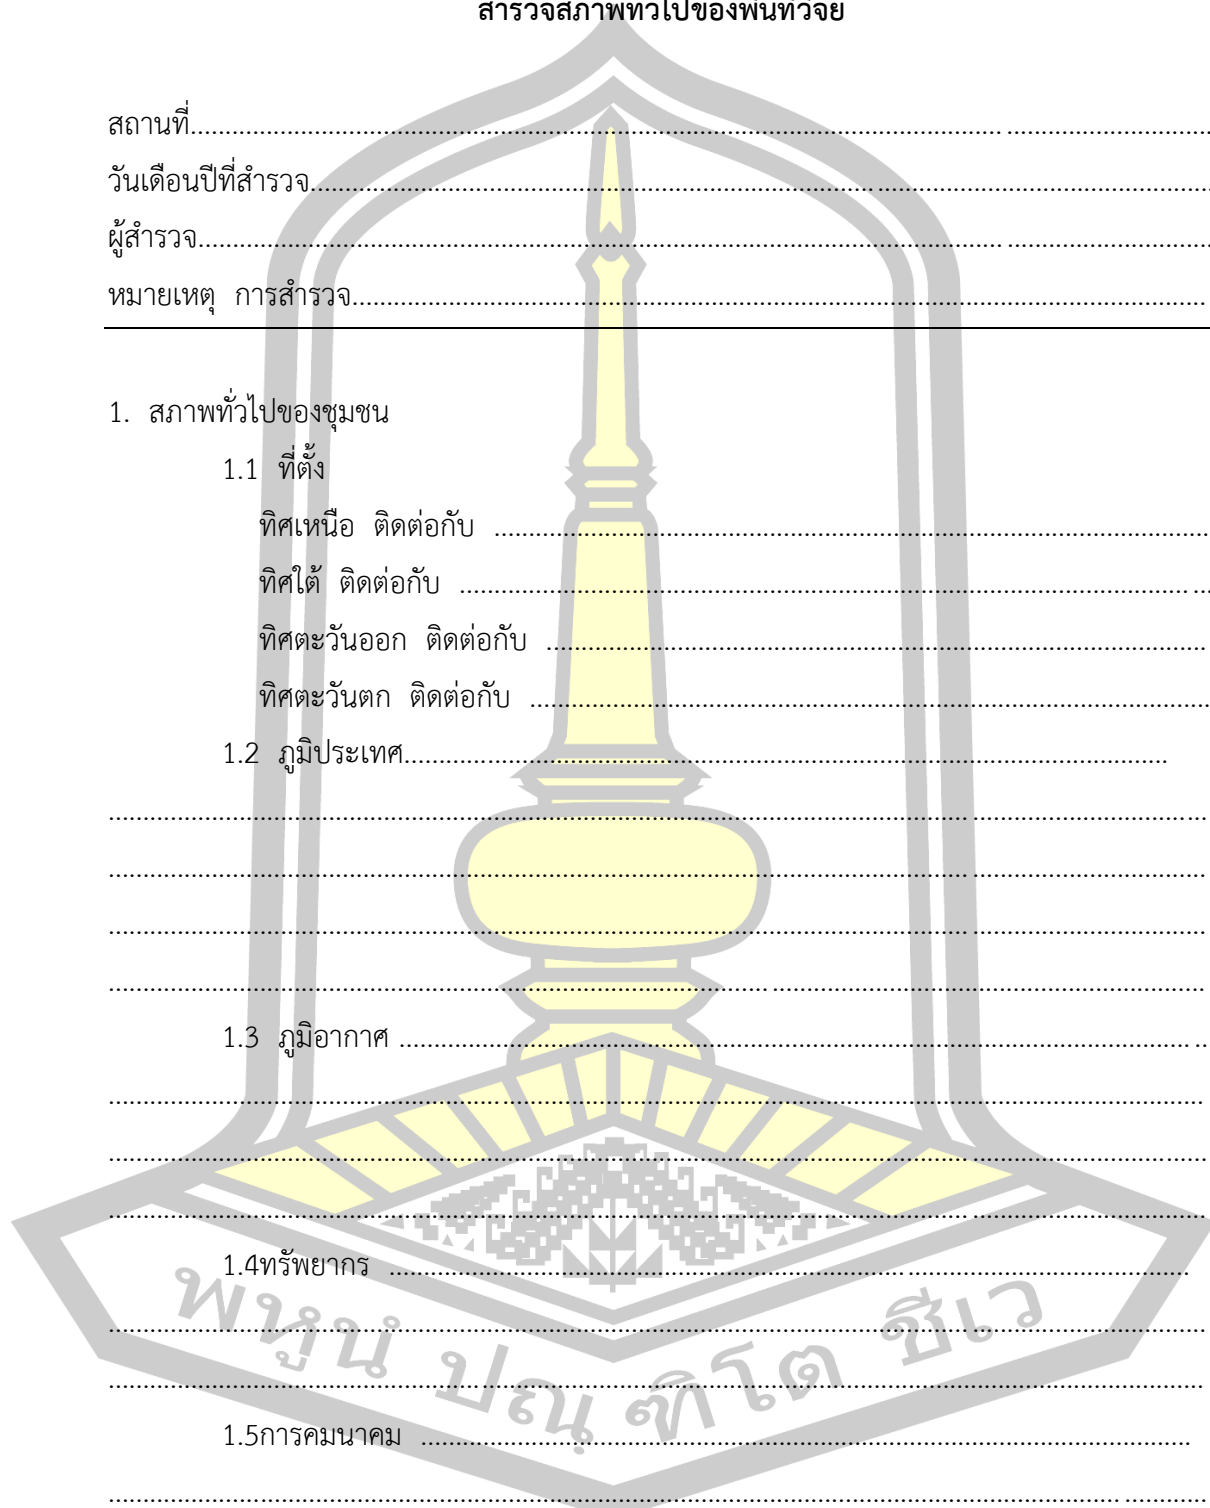 สำรวจสภาพทั่วไปของพื้นที่วิจัย
สถานที่........................................................................................................................................
วันเดือนปีที่สำรวจ........................................................................................................................
ผู้สำรวจ........................................................................................................................................
หมายเหตุ การสำรวจ....................................................................................................................
1. สภาพทั่วไปของชุมชน
1.1 ที่ตั้ง
ทิศเหนือ ติดต่อกับ ........................................................................................................
ทิศใต้ ติดต่อกับ ........................................................................................................
ทิศตะวันออก ติดต่อกับ ................................................................................................
ทิศตะวันตก ติดต่อกับ ................................................................................................
1.2 ภูมิประเทศ................................................................................................................
................................................................................................................................
................................................................................................................................
................................................................................................................................
................................................................................................................................
1.3 ภูมิอากาศ ................................................................................................................
................................................................................................................................
................................................................................................................................
................................................................................................................................
1.4ทรัพยากร ................................................................................................................
................................................................................................................................
................................................................................................................................
1.5การคมนาคม ................................................................................................................
................................................................................................................................
พหูนํ ปณฺฑิโต ชีเว